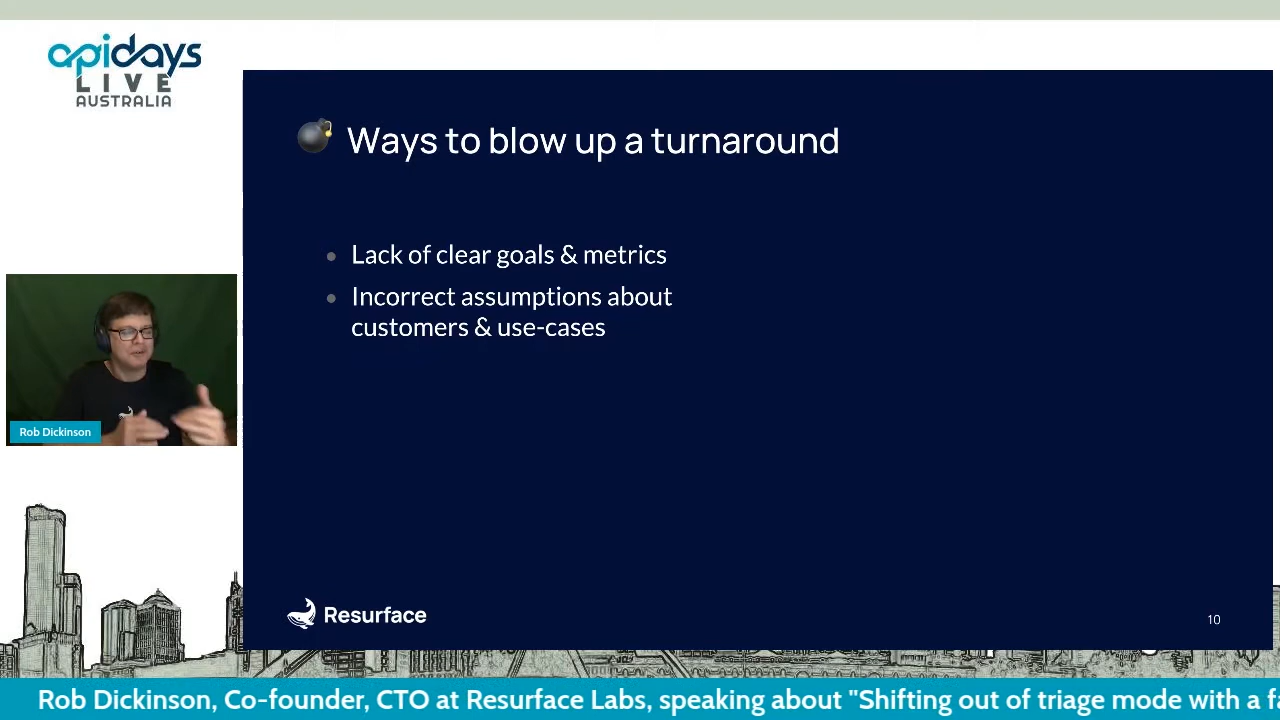 apidays
LIVE
AUSTRALIA
Ways to blow up a turnaround
Lack of clear goals & metrics
Incorrect assumptions about
customers & use-cases
Rob Dickinson
Resurface
10
Rob Dickinson, Co-founder, CTO at Resurface Labs, speaking about "Shifting out of triage mode with a